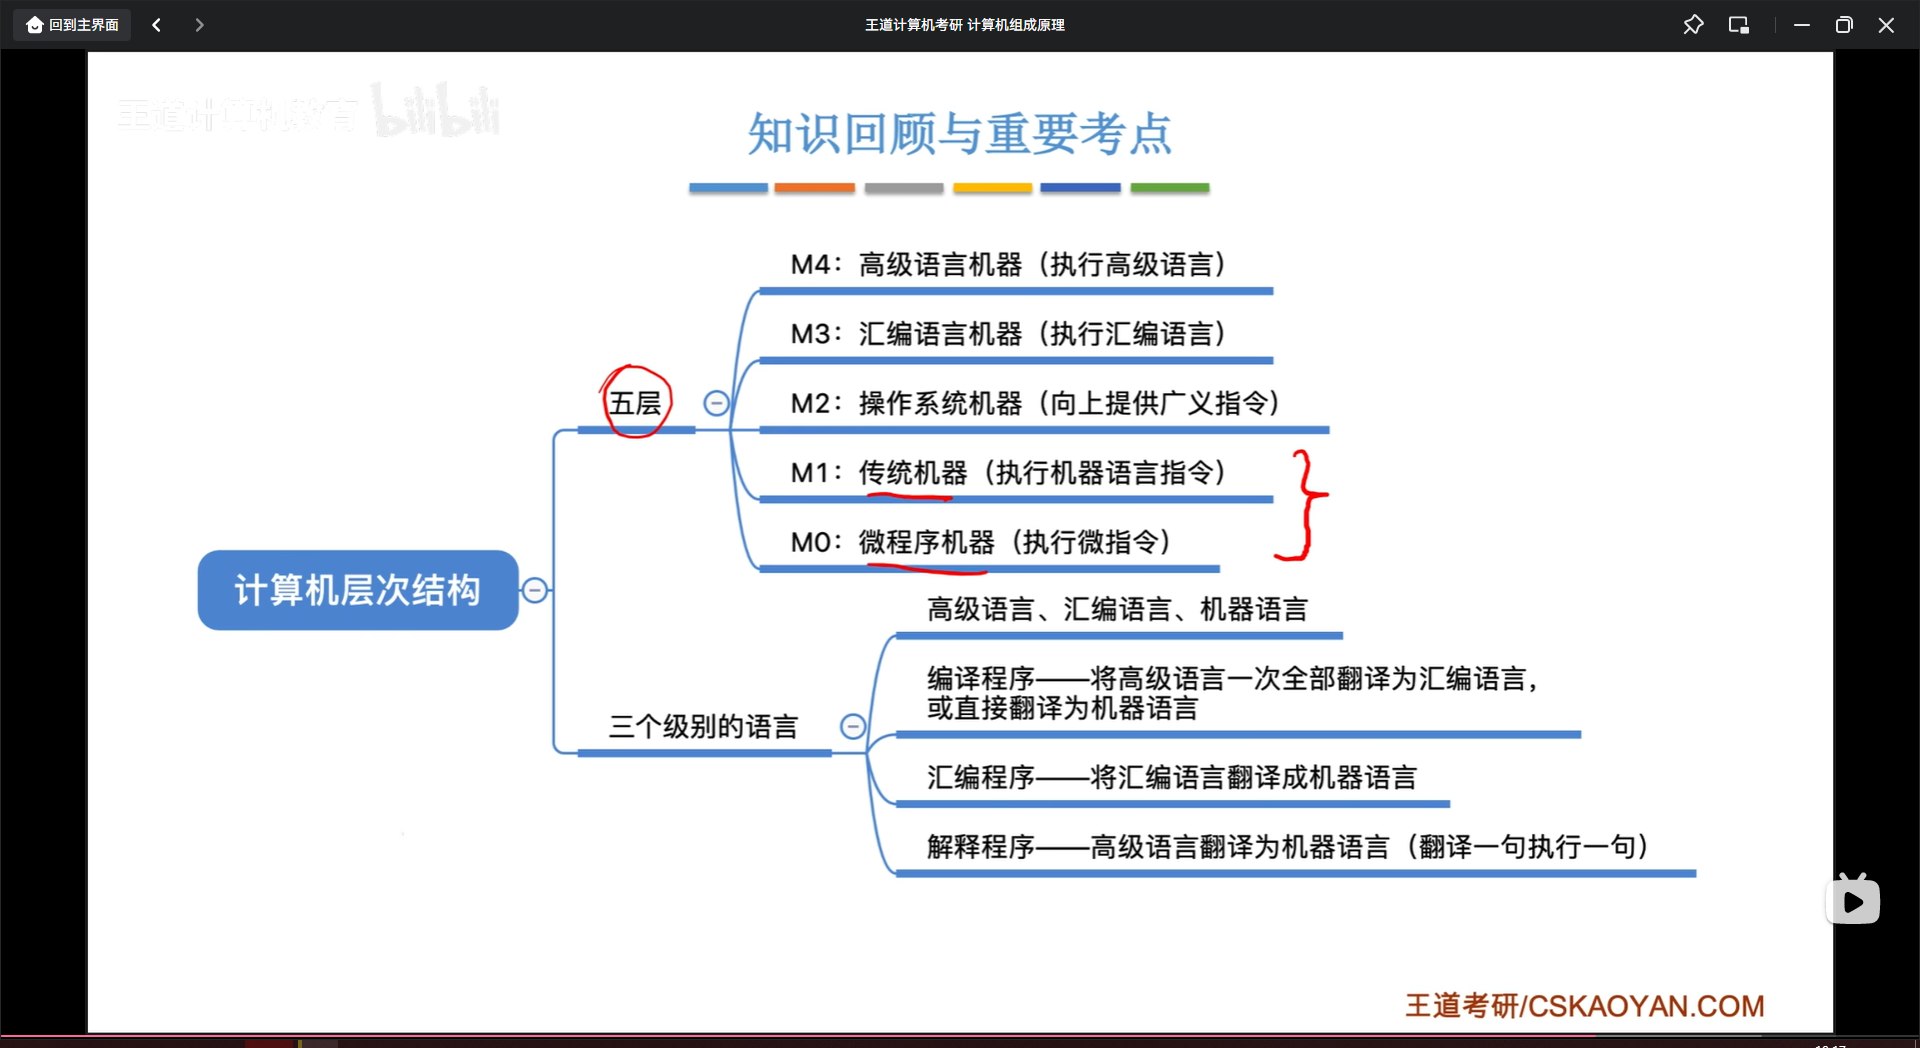 回到主界面
王道计算机考研 计算机组成原理
王道计算机教育 bilibili
知识回顾与重要考点
M4：高级语言机器（执行高级语言）
M3：汇编语言机器（执行汇编语言）
五层
M2：操作系统机器（向上提供广义指令）
M1：传统机器（执行机器语言指令）
M0：微程序机器（执行微指令）
计算机层次结构
高级语言、汇编语言、机器语言
编译程序——将高级语言一次全部翻译为汇编语言，
或直接翻译为机器语言
三个级别的语言
汇编程序——将汇编语言翻译成机器语言
解释程序——高级语言翻译为机器语言（翻译一句执行一句）
王道考研/CSKAOYAN.COM